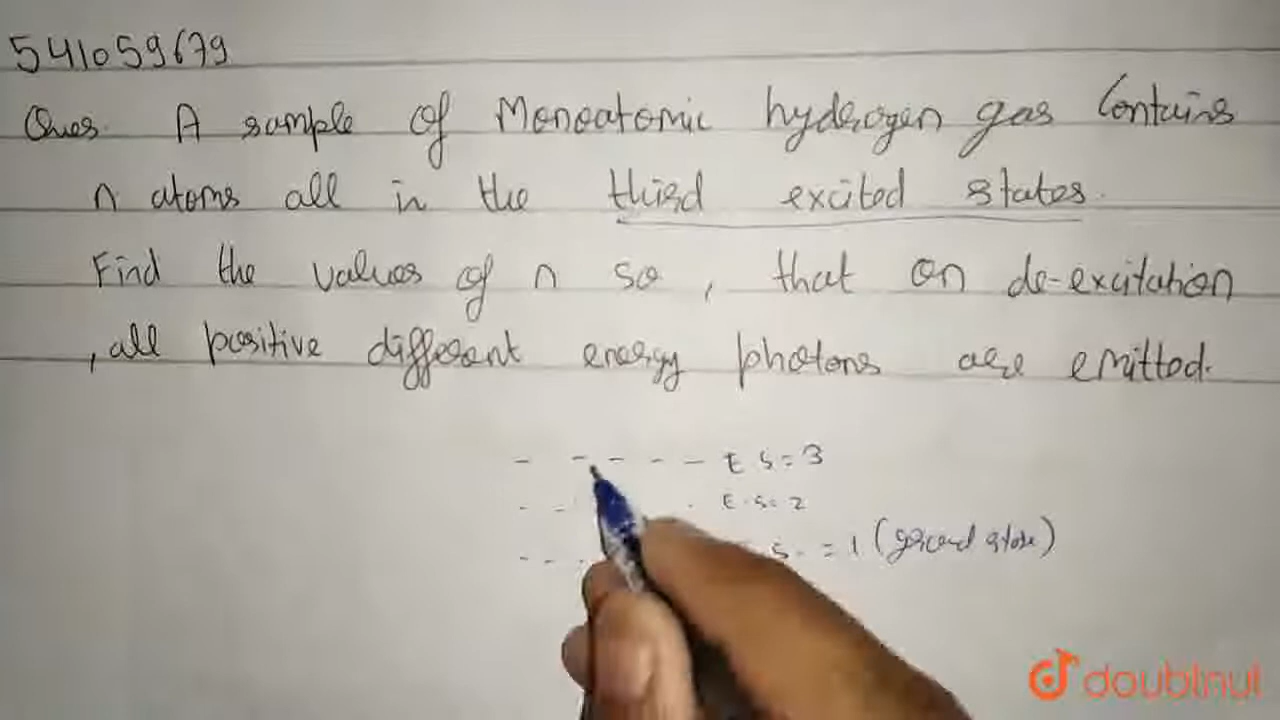 541059679
Ques. A sample of Monoatomic hydrogen gas Contains
n atoms all in the third excited states.
Find the values of n so, that on de-excitation
, all positive different energy photons are emitted.
E.S=3
E.S=2
S.=1 (ground state)
doubtnut